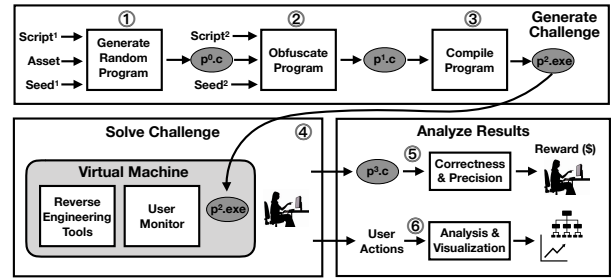 ① ② ③ Generate Challenge
Script¹
Asset
Seed¹
Generate Random Program
p⁰.c
Script²
Seed²
Obfuscate Program
p¹.c
Compile Program
p².exe
Solve Challenge ④
Virtual Machine
Reverse Engineering Tools
User Monitor
p².exe
Analyze Results
p³.c
⑤
Correctness & Precision
Reward ($)
User Actions
⑥
Analysis & Visualization